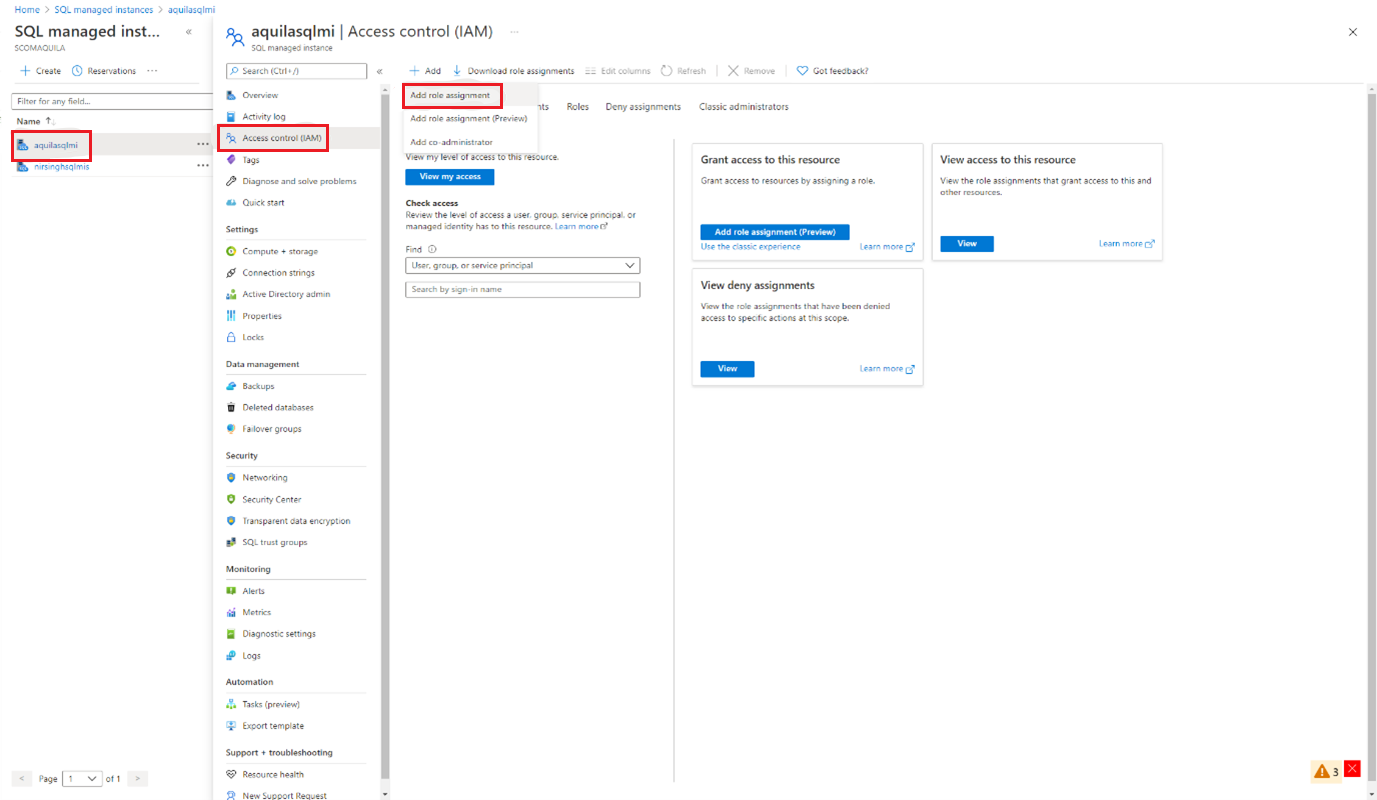 Home > SQL managed instances > aquilasqlmi
SQL managed inst... «
SCOMAQUILA
Create Reservations ...
Filter for any field...
Name ↑↓
aquilasqlmi ...
nirsinghsqlmis ...
< Page 1 of 1 >
aquilasqlmi | Access control (IAM) ...
SQL managed instance
Search (Ctrl+/) «
Overview
Activity log
Access control (IAM)
Tags
Diagnose and solve problems
Quick start
Settings
Compute + storage
Connection strings
Active Directory admin
Properties
Locks
Data management
Backups
Deleted databases
Failover groups
Security
Networking
Security Center
Transparent data encryption
SQL trust groups
Monitoring
Alerts
Metrics
Diagnostic settings
Logs
Automation
Tasks (preview)
Export template
Support + troubleshooting
Resource health
New Support Request
+ Add Download role assignments Edit columns Refresh Remove Got feedback?
Add role assignment
Add role assignment (Preview)
Add co-administrator
nts Roles Deny assignments Classic administrators
View my level of access to this resource.
View my access
Check access
Review the level of access a user, group, service principal, or
managed identity has to this resource. Learn more
Find
User, group, or service principal
Search by sign-in name
Grant access to this resource
Grant access to resources by assigning a role.
Add role assignment (Preview)
Use the classic experience Learn more
View access to this resource
View the role assignments that grant access to this and
other resources.
View Learn more
View deny assignments
View the role assignments that have been denied
access to specific actions at this scope.
View Learn more
3